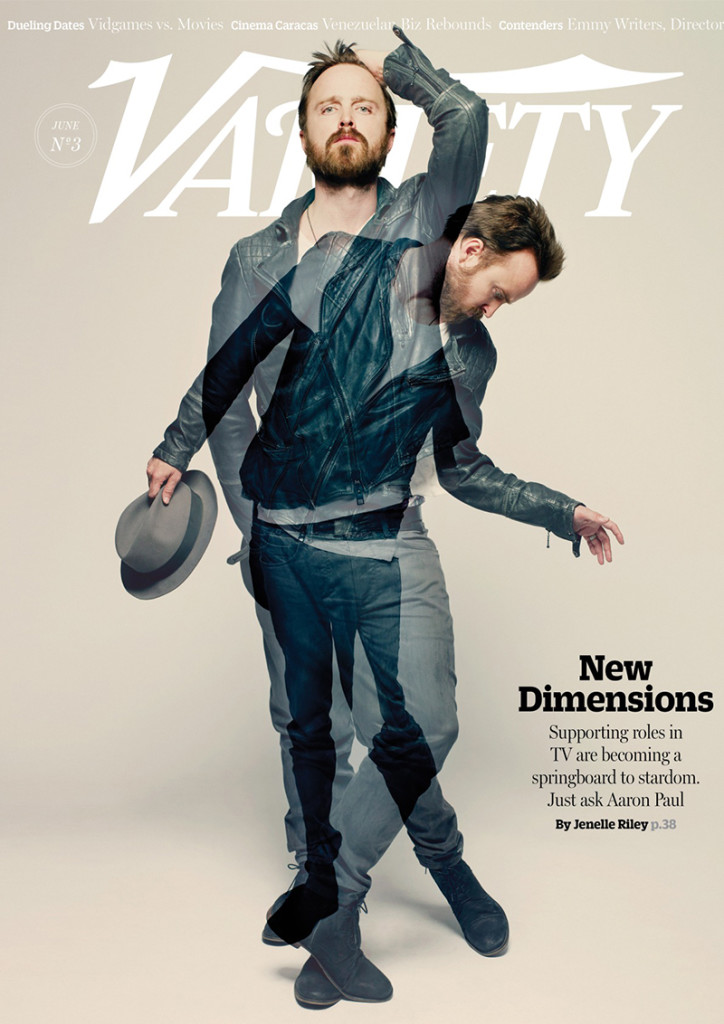 Dueling Dates Vidgames vs. Movies Cinema Caracas Venezuelan Biz Rebounds Contenders Emmy Writers, Director
VARIETY
JUNE
Nº3
New
Dimensions
Supporting roles in
TV are becoming a
springboard to stardom.
Just ask Aaron Paul
By Jenelle Riley p.38